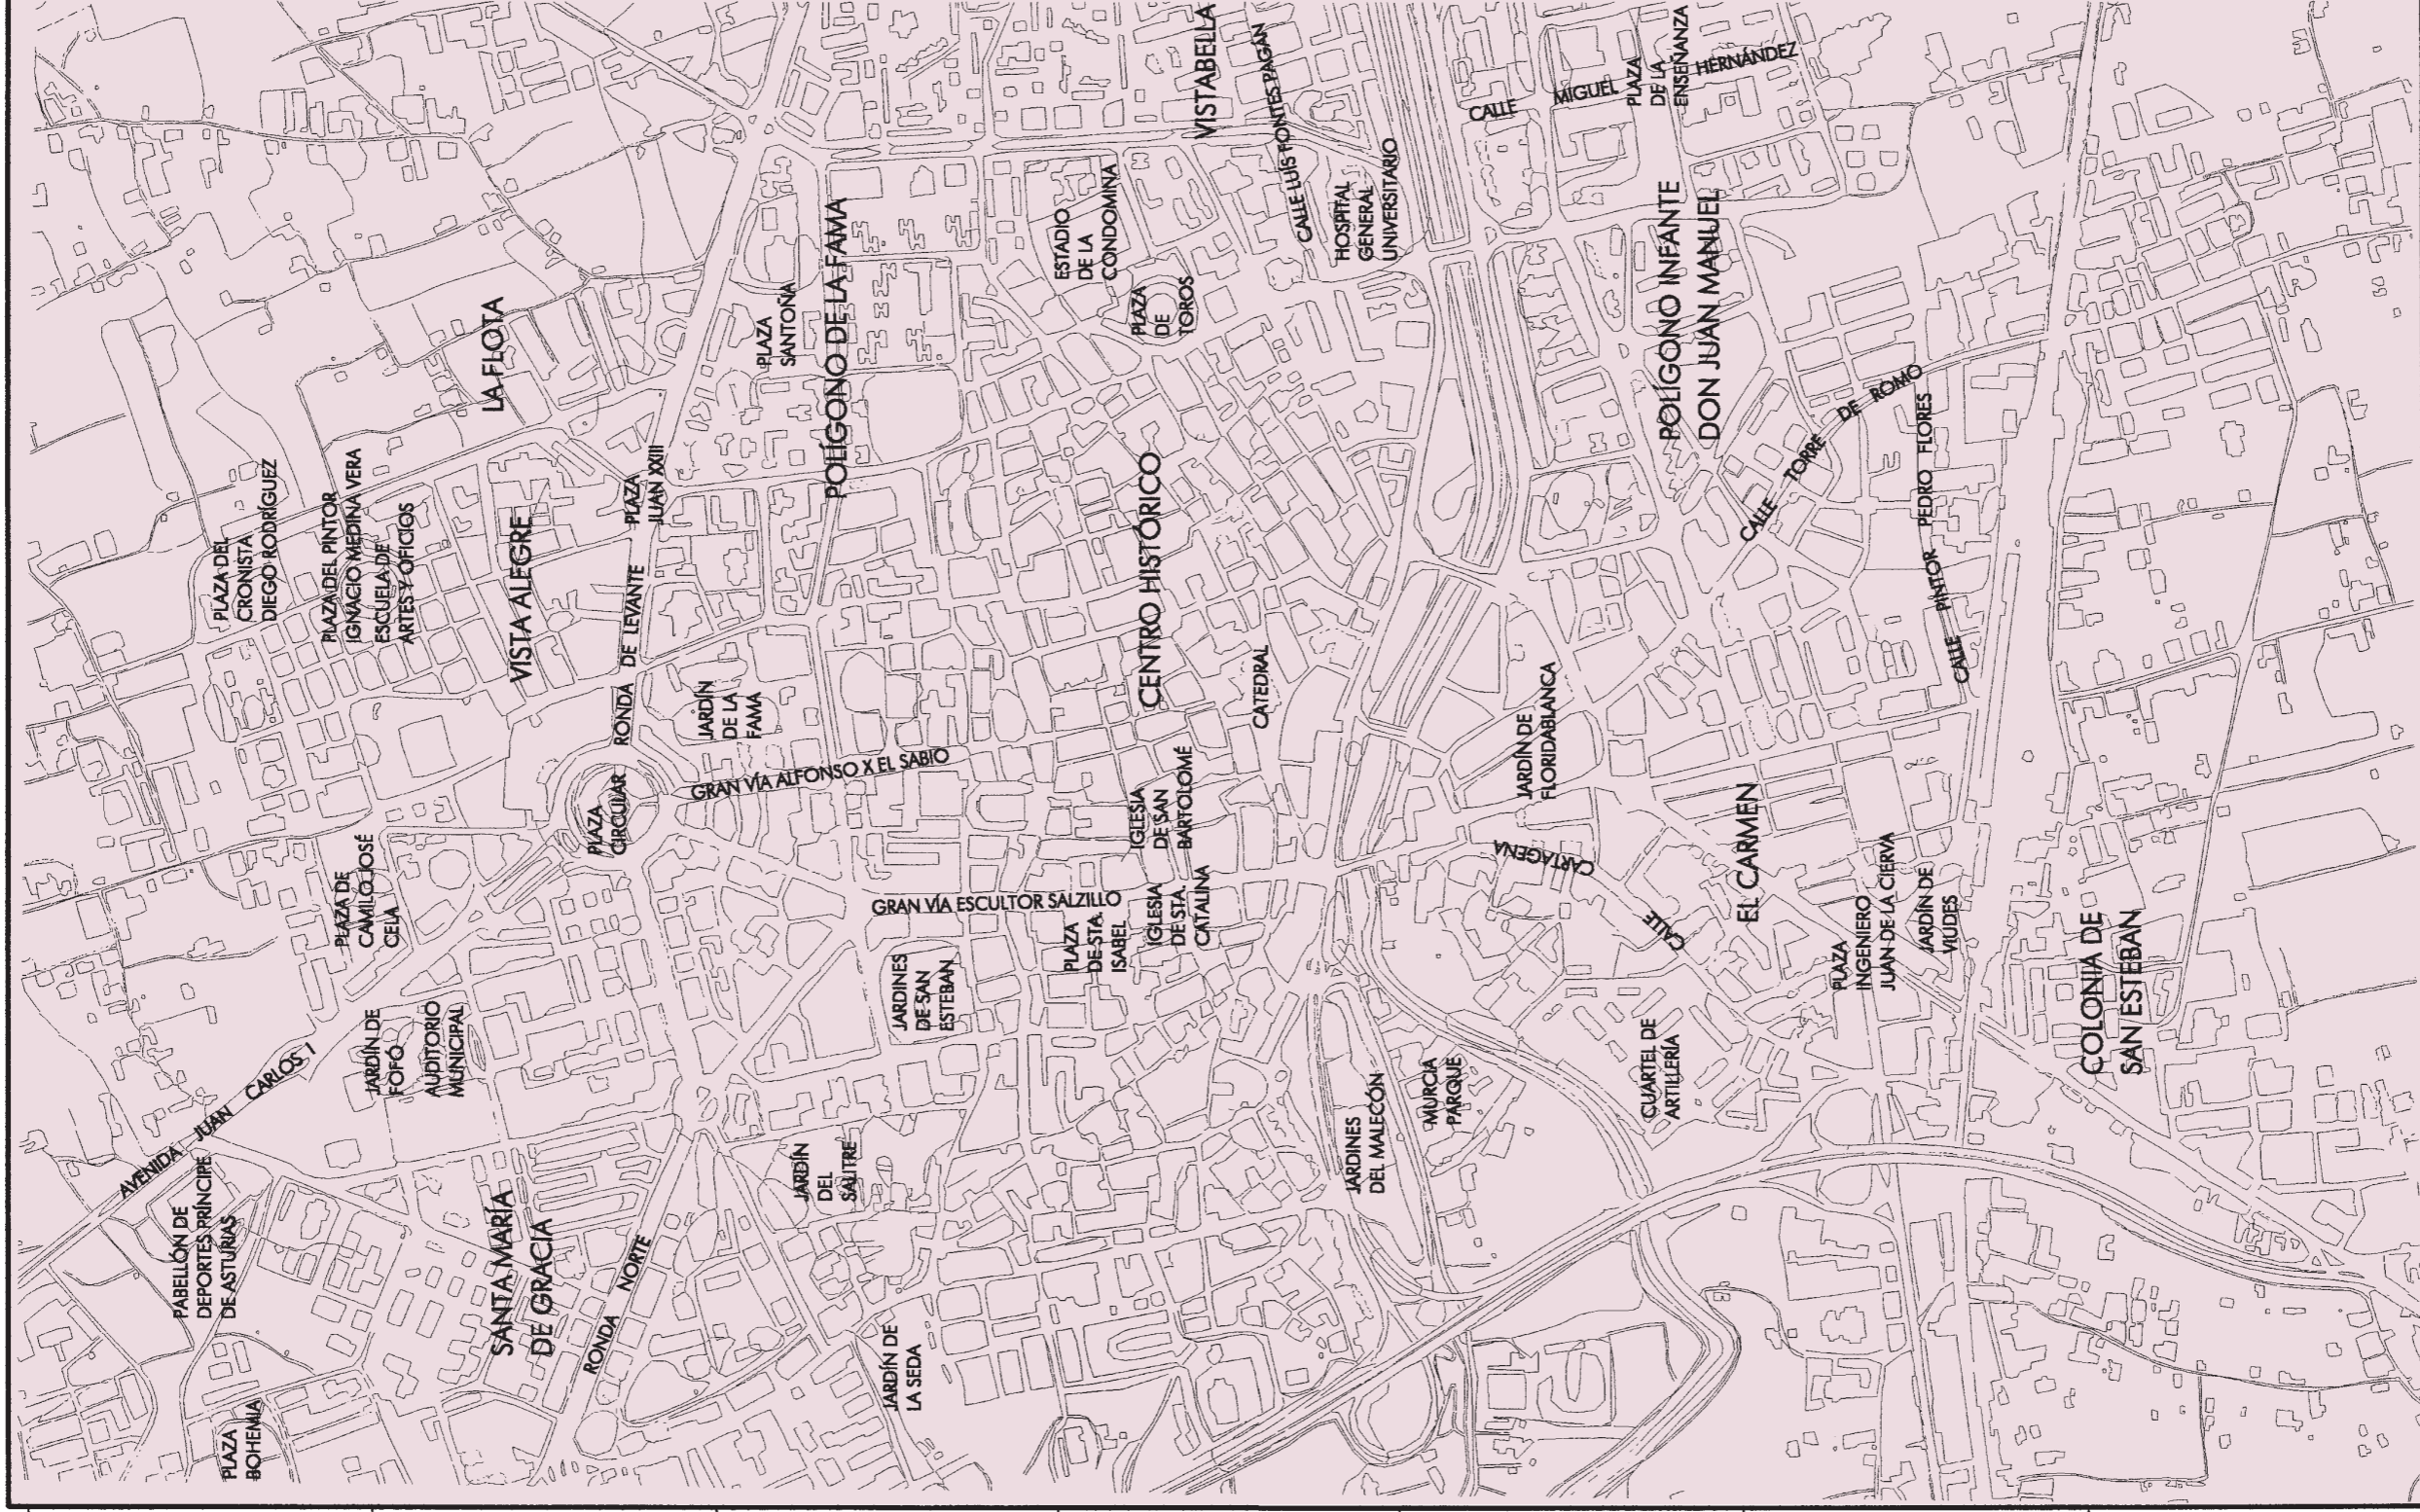 PLAZA
BOHEMIA
PABELLÓN DE
DEPORTES PRÍNCIPE
DE ASTURIAS
AVENIDA JUAN CARLOS I
JARDÍN DE
FOFÓ
AUDITORIO
MUNICIPAL
PLAZA DE
CAMILO JOSÉ
CELA
PLAZA DEL
CRONISTA
DIEGO RODRÍGUEZ
PLAZA DEL PINTOR
IGNACIO MEDINA VERA
ESCUELA DE
ARTES Y OFICIOS
SANTA MARÍA
DE GRACIA
RONDA NORTE
VISTA ALEGRE
LA FLOTA
PLAZA
CIRCULAR
RONDA DE LEVANTE
PLAZA
JUAN XXIII
JARDÍN
DE LA
FAMA
GRAN VÍA ALFONSO X EL SABIO
PLAZA
SANTOÑA
POLÍGONO DE LA FAMA
JARDÍN
DEL
SALITRE
JARDÍN DE
LA SEDA
JARDINES
DE SAN
ESTEBAN
GRAN VÍA ESCULTOR SALZILLO
PLAZA
DE STA.
ISABEL
IGLESIA
DE STA.
CATALINA
IGLESIA
DE SAN
BARTOLOMÉ
CENTRO HISTÓRICO
CATEDRAL
ESTADIO
DE LA
CONDOMINA
PLAZA
DE
TOROS
VISTABELLA
CALLE LUIS FONTES PAGÁN
HOSPITAL
GENERAL
UNIVERSITARIO
JARDINES
DEL MALECÓN
MURCIA
PARQUE
CALLE CARTAGENA
JARDÍN DE
FLORIDABLANCA
CALLE MIGUEL HERNÁNDEZ
PLAZA
DE LA
ENSEÑANZA
POLÍGONO INFANTE
DON JUAN MANUEL
CUARTEL DE
ARTILLERÍA
EL CARMEN
CALLE TORRE DE ROMO
PLAZA
INGENIERO
JUAN DE LA CIERVA
JARDÍN DE
VIUDES
CALLE PINTOR PEDRO FLORES
COLONIA DE
SAN ESTEBAN